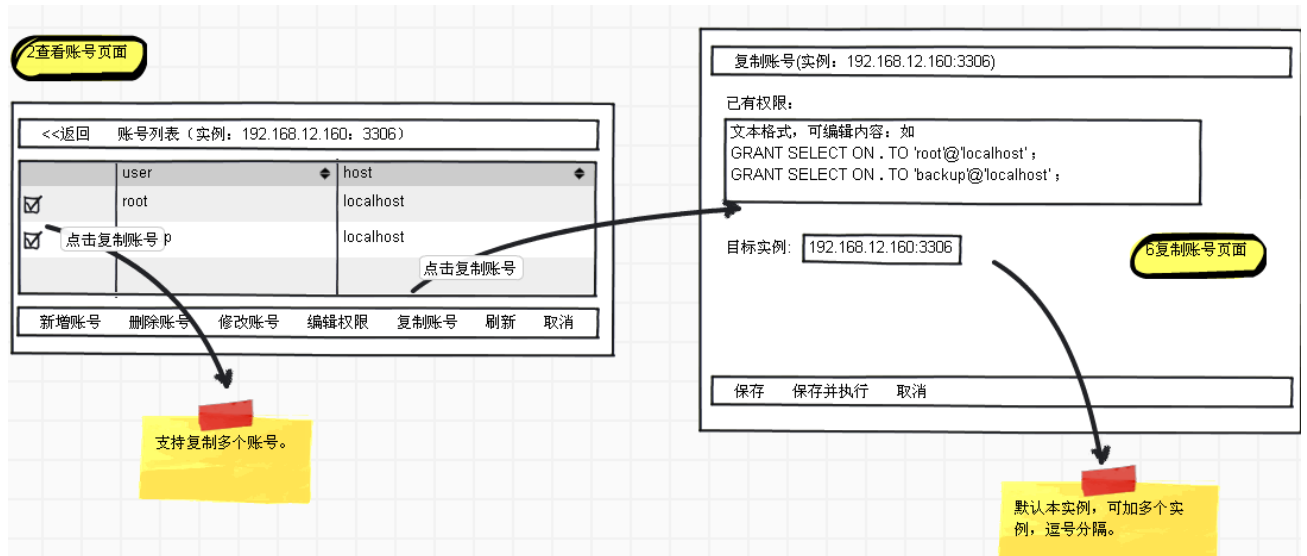 2查看账号页面
<<返回 账号列表（实例：192.168.12.160：3306）
user host
root localhost
p localhost
点击复制账号
点击复制账号
新增账号 删除账号 修改账号 编辑权限 复制账号 刷新 取消
支持复制多个账号。
复制账号(实例：192.168.12.160:3306)
已有权限：
文本格式，可编辑内容：如
GRANT SELECT ON . TO 'root'@'localhost'；
GRANT SELECT ON . TO 'backup'@'localhost'；
目标实例: 192.168.12.160:3306
6复制账号页面
保存 保存并执行 取消
默认本实例，可加多个实
例，逗号分隔。